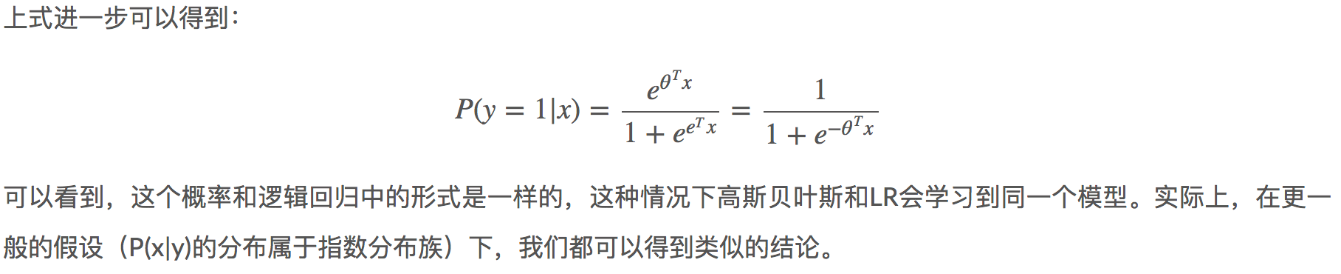 上式进一步可以得到：
P(y = 1|x) = \frac{e^{θ^T x}}{1 + e^{e^T x}} = \frac{1}{1 + e^{-θ^T x}}
可以看到，这个概率和逻辑回归中的形式是一样的，这种情况下高斯贝叶斯和LR会学习到同一个模型。实际上，在更一
般的假设（P(x|y)的分布属于指数分布族）下，我们都可以得到类似的结论。